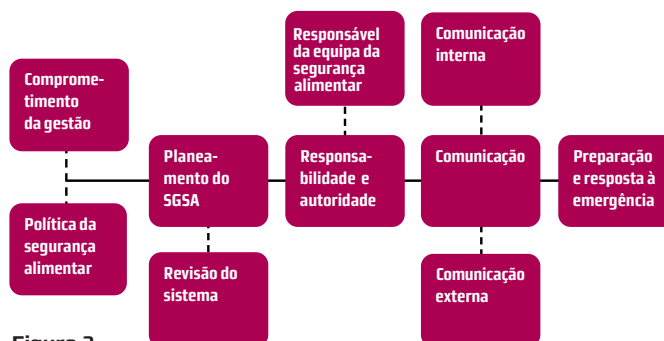 Comprome-
timento
da gestão
Política da
segurança
alimentar
Planea-
mento do
SGSA
Revisão do
sistema
Responsável
da equipa da
segurança
alimentar
Responsa-
bilidade e
autoridade
Comunicação
interna
Comunicação
Comunicação
externa
Preparação
e resposta à
emergência